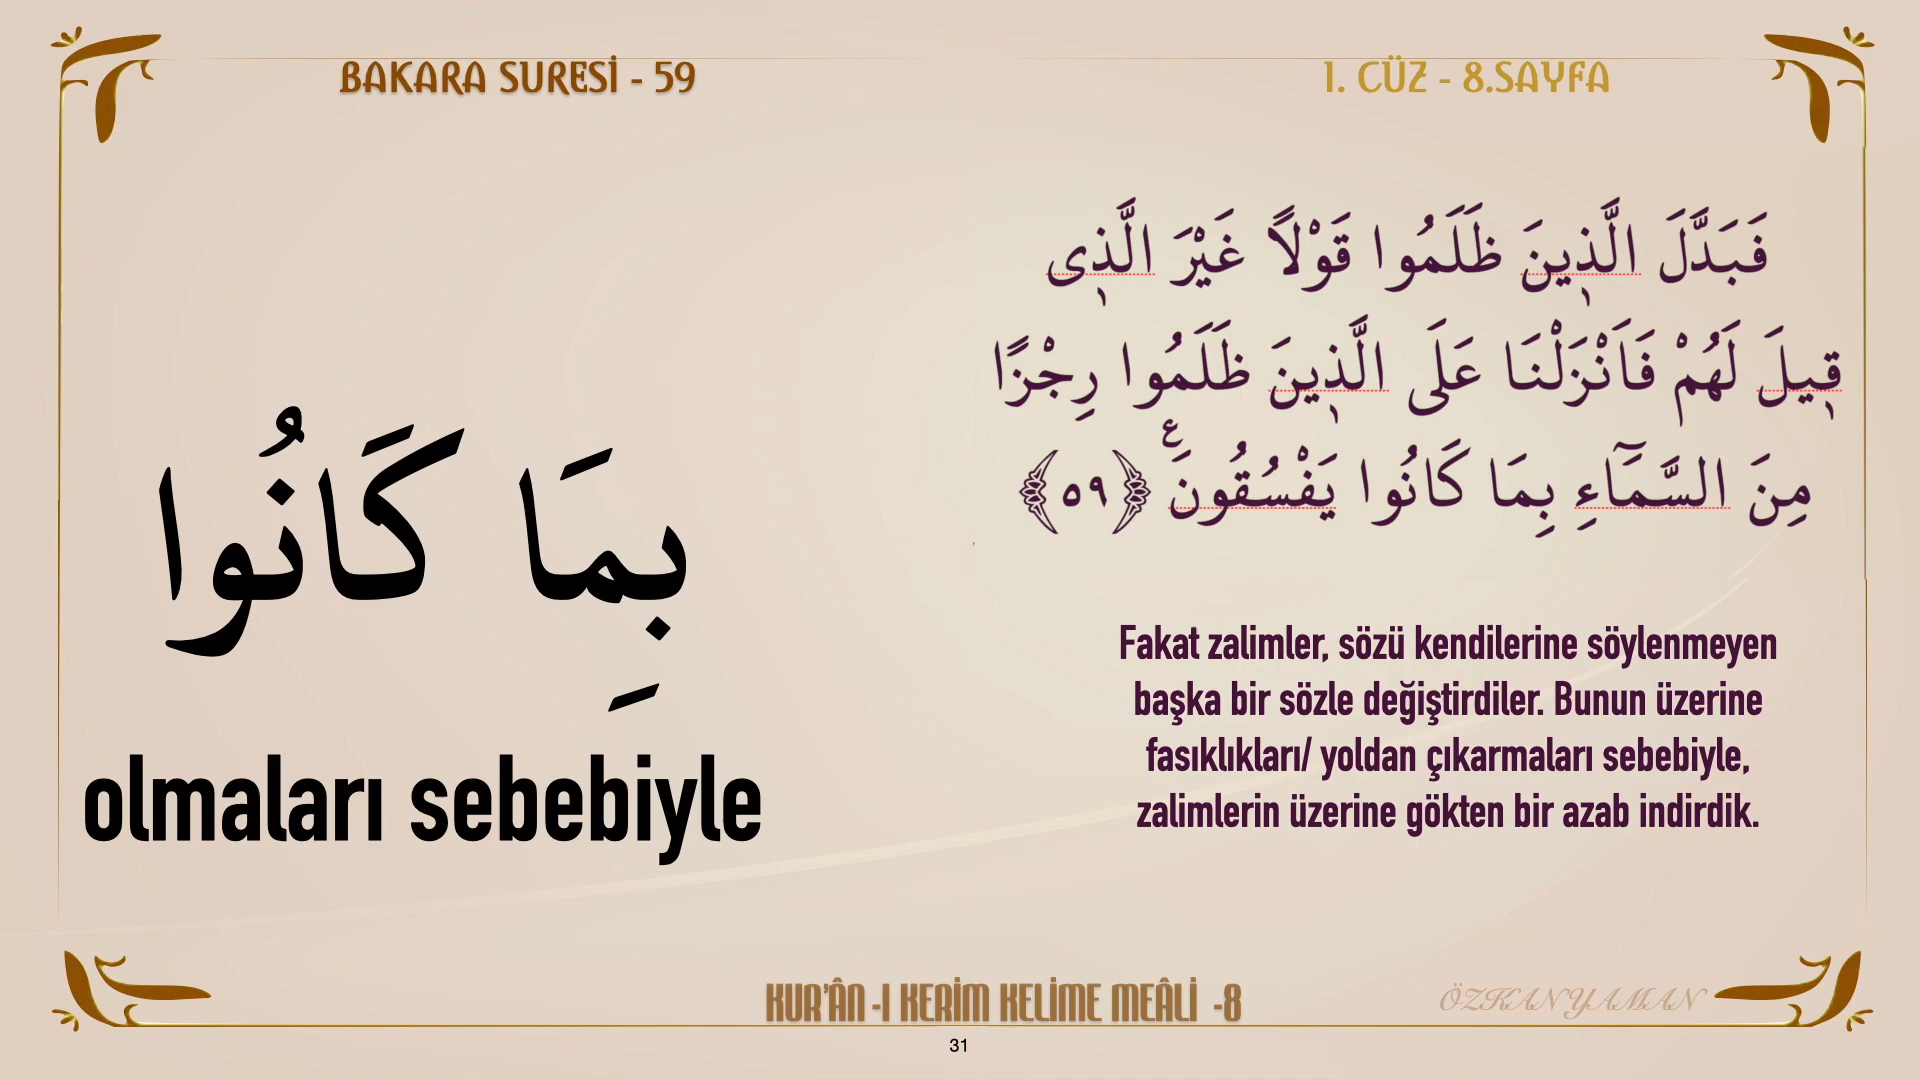 BAKARA SURESİ - 59
1. CÜZ - 8.SAYFA
فَبَدَّلَ الَّذ۪ينَ ظَلَمُوا قَوْلًا غَيْرَ الَّذ۪ى
ق۪يلَ لَهُمْ فَاَنْزَلْنَا عَلَى الَّذ۪ينَ ظَلَمُوا رِجْزًا
مِنَ السَّمَٓاءِ بِمَا كَانُوا يَفْسُقُونَ ع ﴿٥٩﴾
بِمَا كَانُوا
olmaları sebebiyle
Fakat zalimler, sözü kendilerine söylenmeyen
başka bir sözle değiştirdiler. Bunun üzerine
fasıklıkları/ yoldan çıkarmaları sebebiyle,
zalimlerin üzerine gökten bir azab indirdik.
KUR'ÂN -I KERİM KELİME MEÂLİ -8
ÖZKAN YAMAN
31